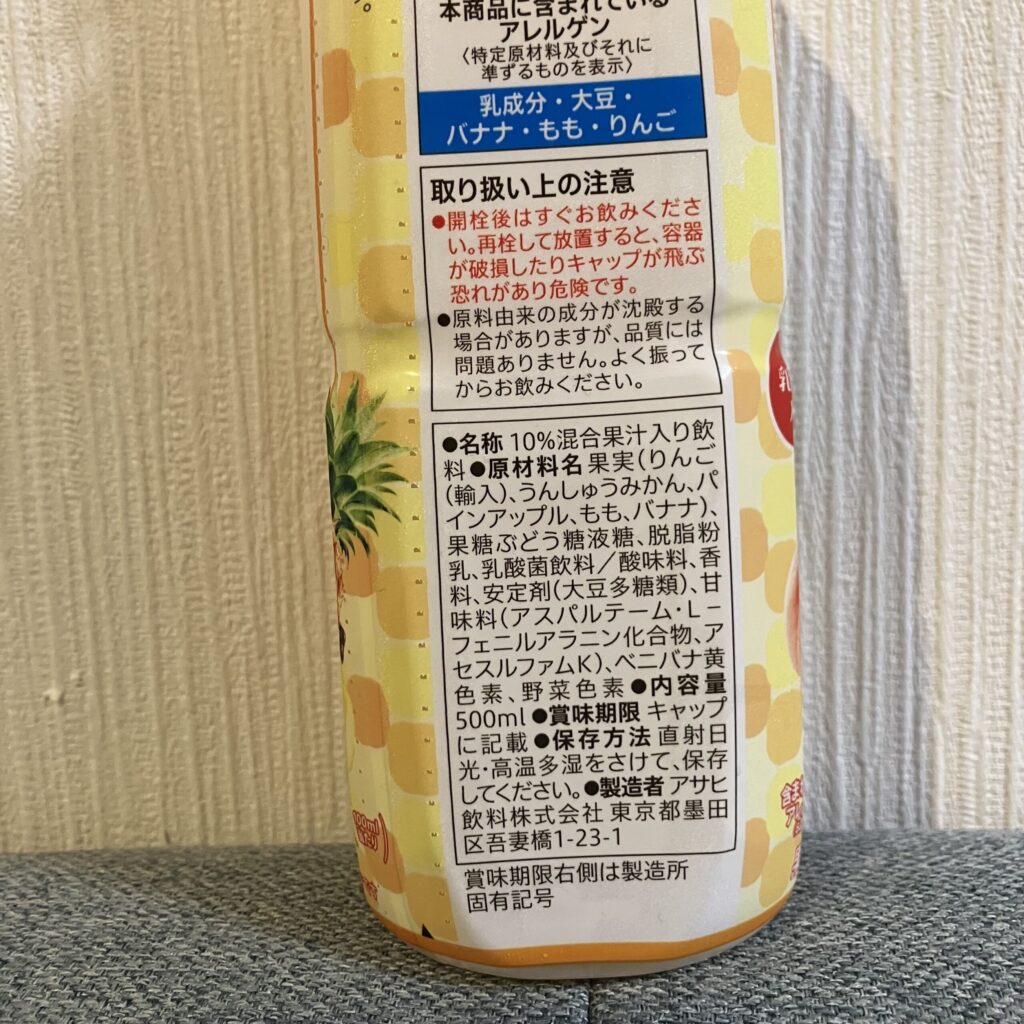 本商品に含まれている
アレルゲン
〈特定原材料及びそれに
準ずるものを表示〉
乳成分・大豆・
バナナ・もも・りんご
取り扱い上の注意
●開栓後はすぐお飲みくださ
い。再栓して放置すると、容器
が破損したりキャップが飛ぶ
恐れがあり危険です。
●原料由来の成分が沈殿する
場合がありますが、品質には
問題ありません。よく振って
からお飲みください。
●名称 10%混合果汁入り飲
料 ●原材料名 果実(りんご
(輸入)、うんしゅうみかん、パ
インアップル、もも、バナナ)、
果糖ぶどう糖液糖、脱脂粉
乳、乳酸菌飲料／酸味料、香
料、安定剤(大豆多糖類)、甘
味料(アスパルテーム・L−
フェニルアラニン化合物、ア
セスルファムK)、ベニバナ黄
色素、野菜色素 ●内容量
500ml ●賞味期限 キャップ
に記載 ●保存方法 直射日
光・高温多湿をさけて、保存
してください。●製造者 アサヒ
飲料株式会社 東京都墨田
区吾妻橋1-23-1
賞味期限右側は製造所
固有記号